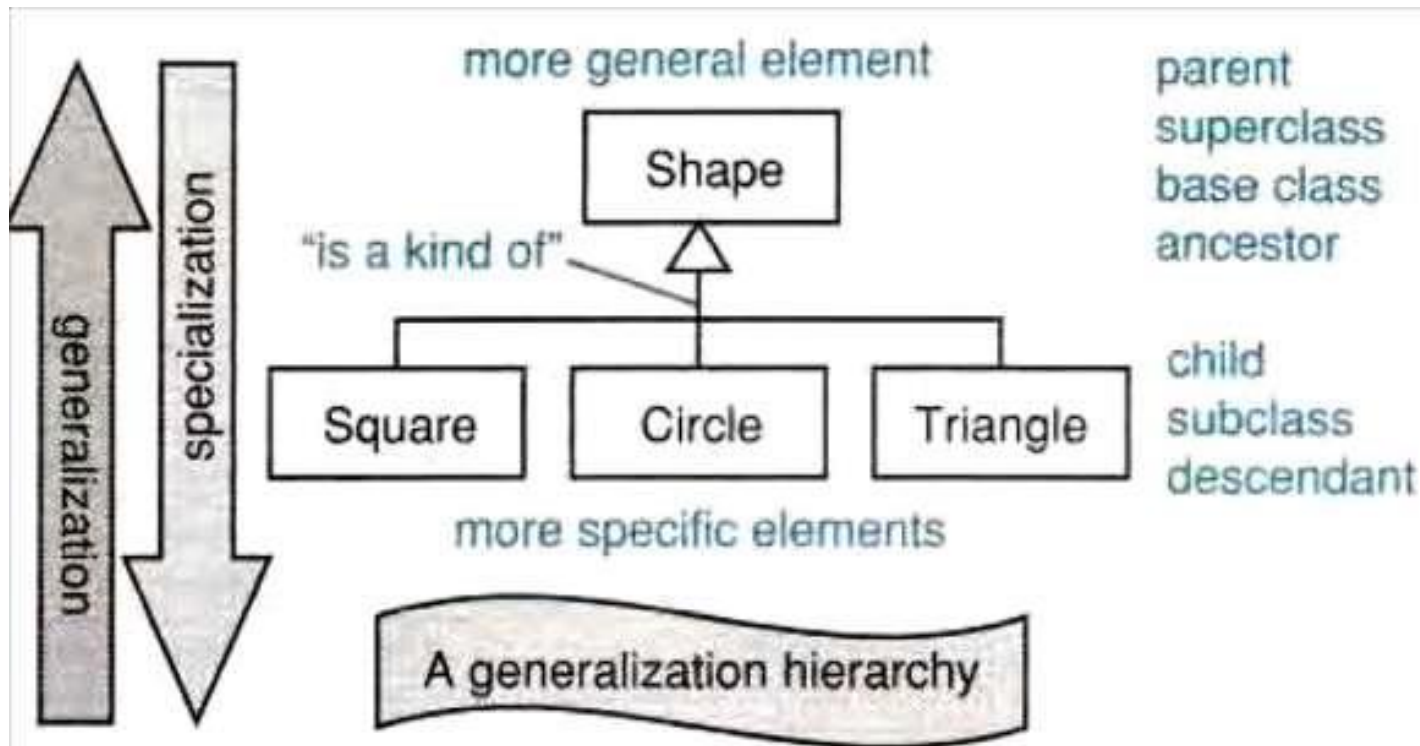 more general element
Shape
"is a kind of"
Square
Circle
Triangle
more specific elements
generalization
specialization
parent
superclass
base class
ancestor
child
subclass
descendant
A generalization hierarchy